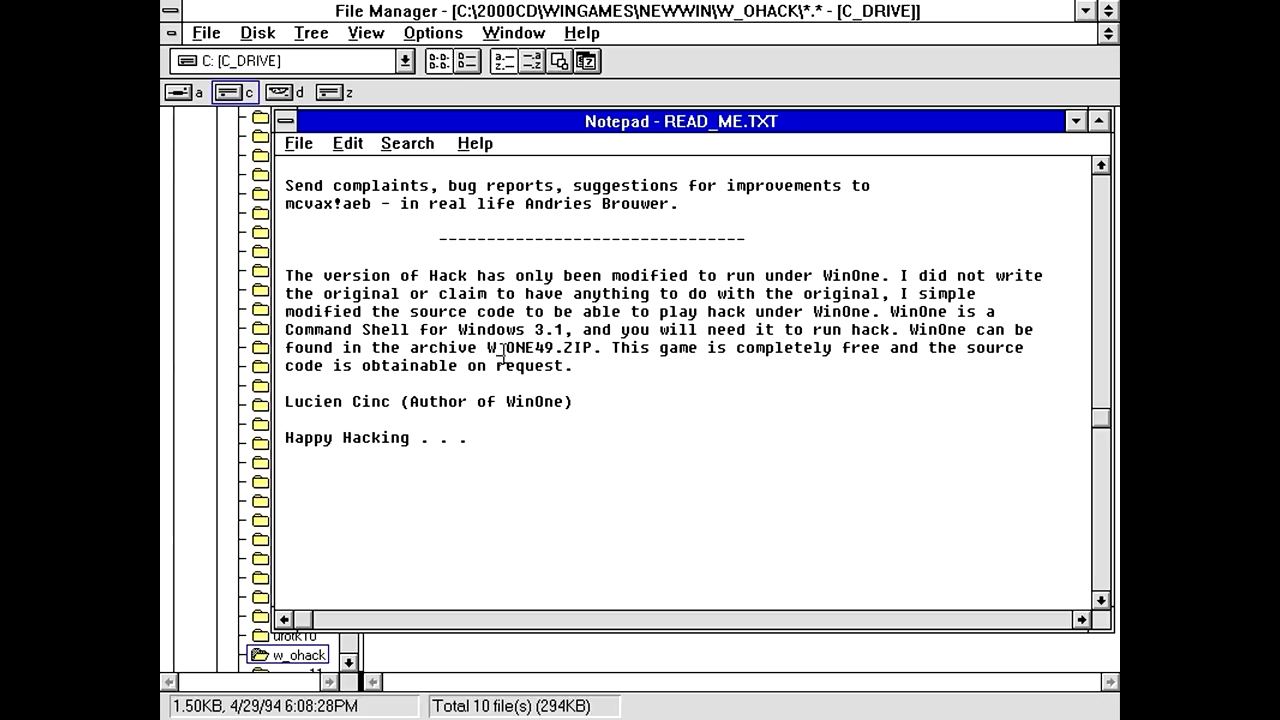 File Manager - [C:\2000CD\WINGAMES\NEWWIN\W_OHACK\*.* - [C_DRIVE]]
File Disk Tree View Options Window Help
C: [C_DRIVE]
a c d z
Notepad - READ_ME.TXT
File Edit Search Help
Send complaints, bug reports, suggestions for improvements to
mcvax!aeb - in real life Andries Brouwer.
--------------------------------
The version of Hack has only been modified to run under WinOne. I did not write
the original or claim to have anything to do with the original, I simple
modified the source code to be able to play hack under WinOne. WinOne is a
Command Shell for Windows 3.1, and you will need it to run hack. WinOne can be
found in the archive W_ONE49.ZIP. This game is completely free and the source
code is obtainable on request.
Lucien Cinc (Author of WinOne)
Happy Hacking . . .
w_ohack
1.50KB, 4/29/94 6:08:28PM
Total 10 file(s) (294KB)